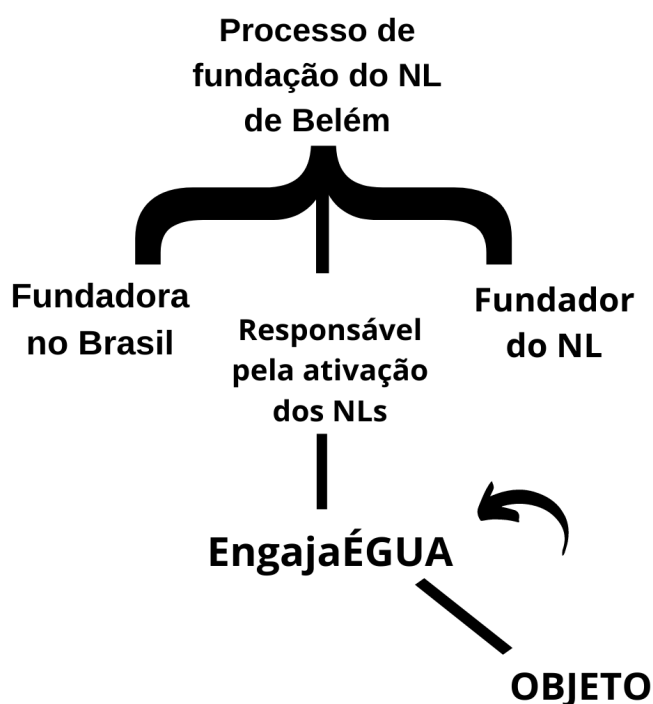 Processo de
fundação do NL
de Belém
Fundadora
no Brasil
Responsável
pela ativação
dos NLs
Fundador
do NL
EngajaÉGUA
OBJETO